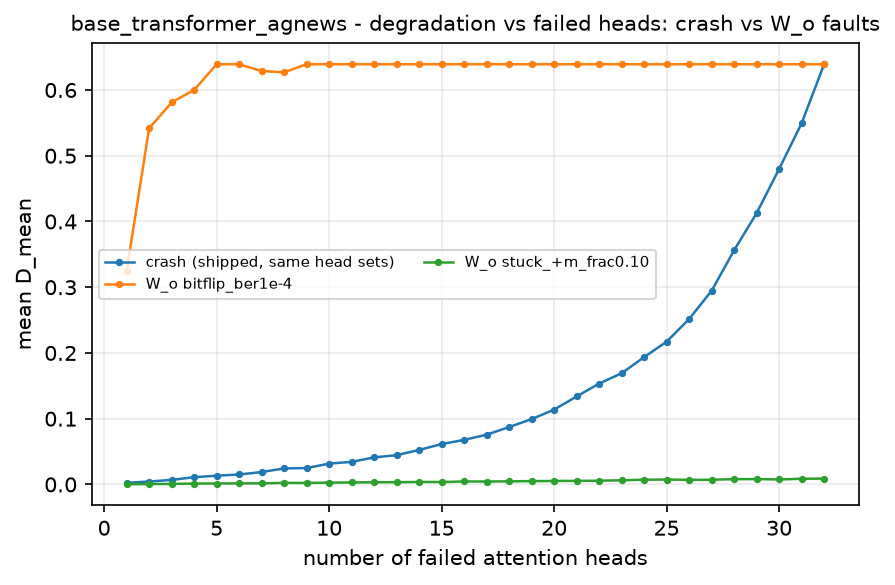 base_transformer_agnews - degradation vs failed heads: crash vs W_o faults
mean D_mean
0.6
0.5
0.4
0.3
0.2
0.1
0.0
crash (shipped, same head sets)
W_o bitflip_ber1e-4
W_o stuck_+m_frac0.10
0 5 10 15 20 25 30
number of failed attention heads